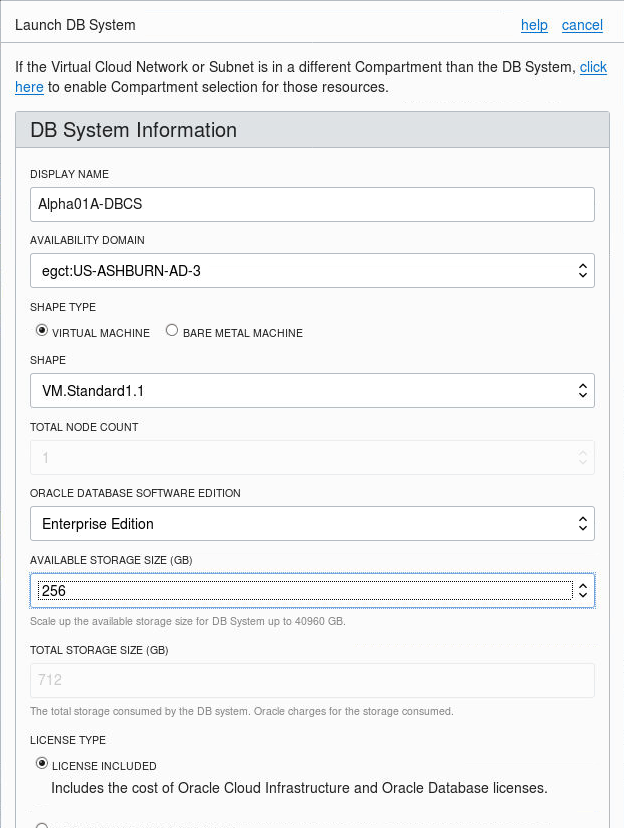 Launch DB System help cancel
If the Virtual Cloud Network or Subnet is in a different Compartment than the DB System, click
here to enable Compartment selection for those resources.
DB System Information
DISPLAY NAME
Alpha01A-DBCS
AVAILABILITY DOMAIN
egct:US-ASHBURN-AD-3
SHAPE TYPE
VIRTUAL MACHINE BARE METAL MACHINE
SHAPE
VM.Standard1.1
TOTAL NODE COUNT
1
ORACLE DATABASE SOFTWARE EDITION
Enterprise Edition
AVAILABLE STORAGE SIZE (GB)
256
Scale up the available storage size for DB System up to 40960 GB.
TOTAL STORAGE SIZE (GB)
712
The total storage consumed by the DB system. Oracle charges for the storage consumed.
LICENSE TYPE
LICENSE INCLUDED
Includes the cost of Oracle Cloud Infrastructure and Oracle Database licenses.